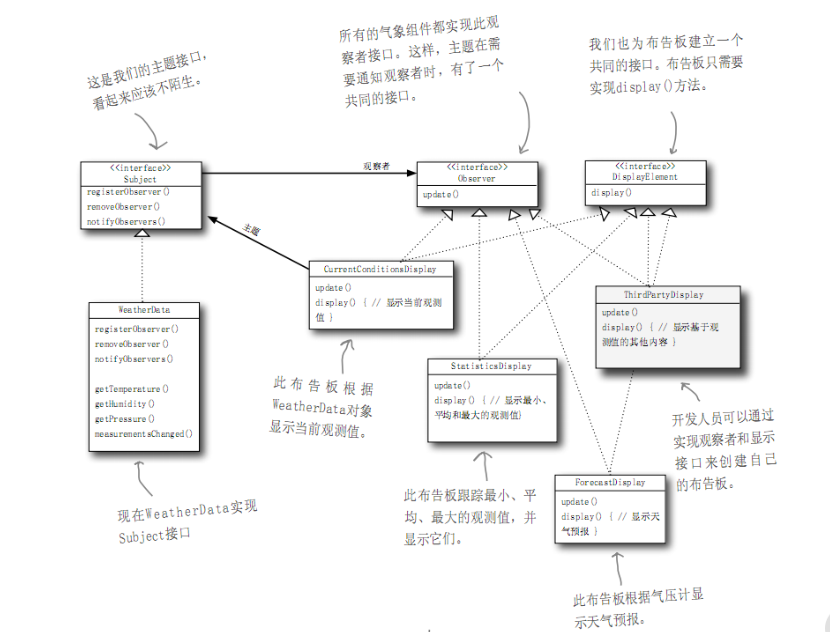 这是我们的主题接口，
看起来应该不陌生。
所有的气象组件都实现此观
察者接口。这样，主题在需
要通知观察者时，有了一个
共同的接口。
我们也为布告板建立一个
共同的接口。布告板只需要
实现display()方法。
<<interface>>
Subject
registerObserver()
removeObserver()
notifyObservers()
观察者
<<interface>>
Observer
update()
<<interface>>
DisplayElement
display()
主题
WeatherData
registerObserver()
removeObserver()
notifyObservers()
getTemperature()
getHumidity()
getPressure()
measurementsChanged()
现在WeatherData实现
Subject接口
CurrentConditionsDisplay
update()
display() { // 显示当前观测
值 }
此布告板根据
WeatherData对象
显示当前观测值。
StatisticsDisplay
update()
display() { // 显示最小、
平均和最大的观测值}
此布告板跟踪最小、平
均、最大的观测值，并
显示它们。
ThirdPartyDisplay
update()
display() { // 显示基于观
测值的其他内容 }
开发人员可以通过
实现观察者和显示
接口来创建自己
的布告板。
ForecastDisplay
update()
display() { // 显示天
气预报 }
此布告板根据气压计显
示天气预报。